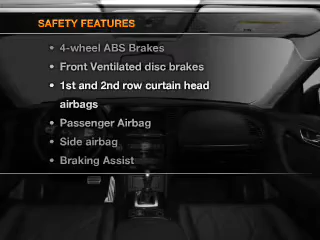 SAFETY FEATURES
• 4-wheel ABS Brakes
• Front Ventilated disc brakes
• 1st and 2nd row curtain head
airbags
• Passenger Airbag
• Side airbag
• Braking Assist